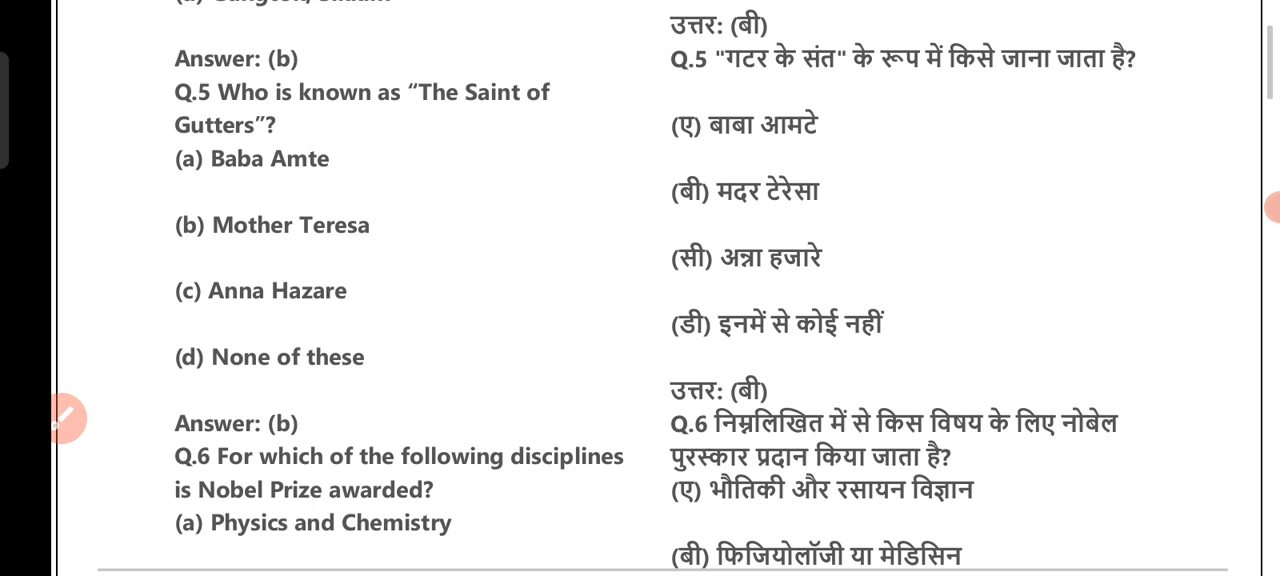 Answer: (b)
Q.5 Who is known as “The Saint of
Gutters”?
(a) Baba Amte
(b) Mother Teresa
(c) Anna Hazare
(d) None of these
Answer: (b)
Q.6 For which of the following disciplines
is Nobel Prize awarded?
(a) Physics and Chemistry
उत्तर: (बी)
Q.5 "गटर के संत" के रूप में किसे जाना जाता है?
(ए) बाबा आमटे
(बी) मदर टेरेसा
(सी) अन्ना हजारे
(डी) इनमें से कोई नहीं
उत्तर: (बी)
Q.6 निम्नलिखित में से किस विषय के लिए नोबेल
पुरस्कार प्रदान किया जाता है?
(ए) भौतिकी और रसायन विज्ञान
(बी) फिजियोलॉजी या मेडिसिन